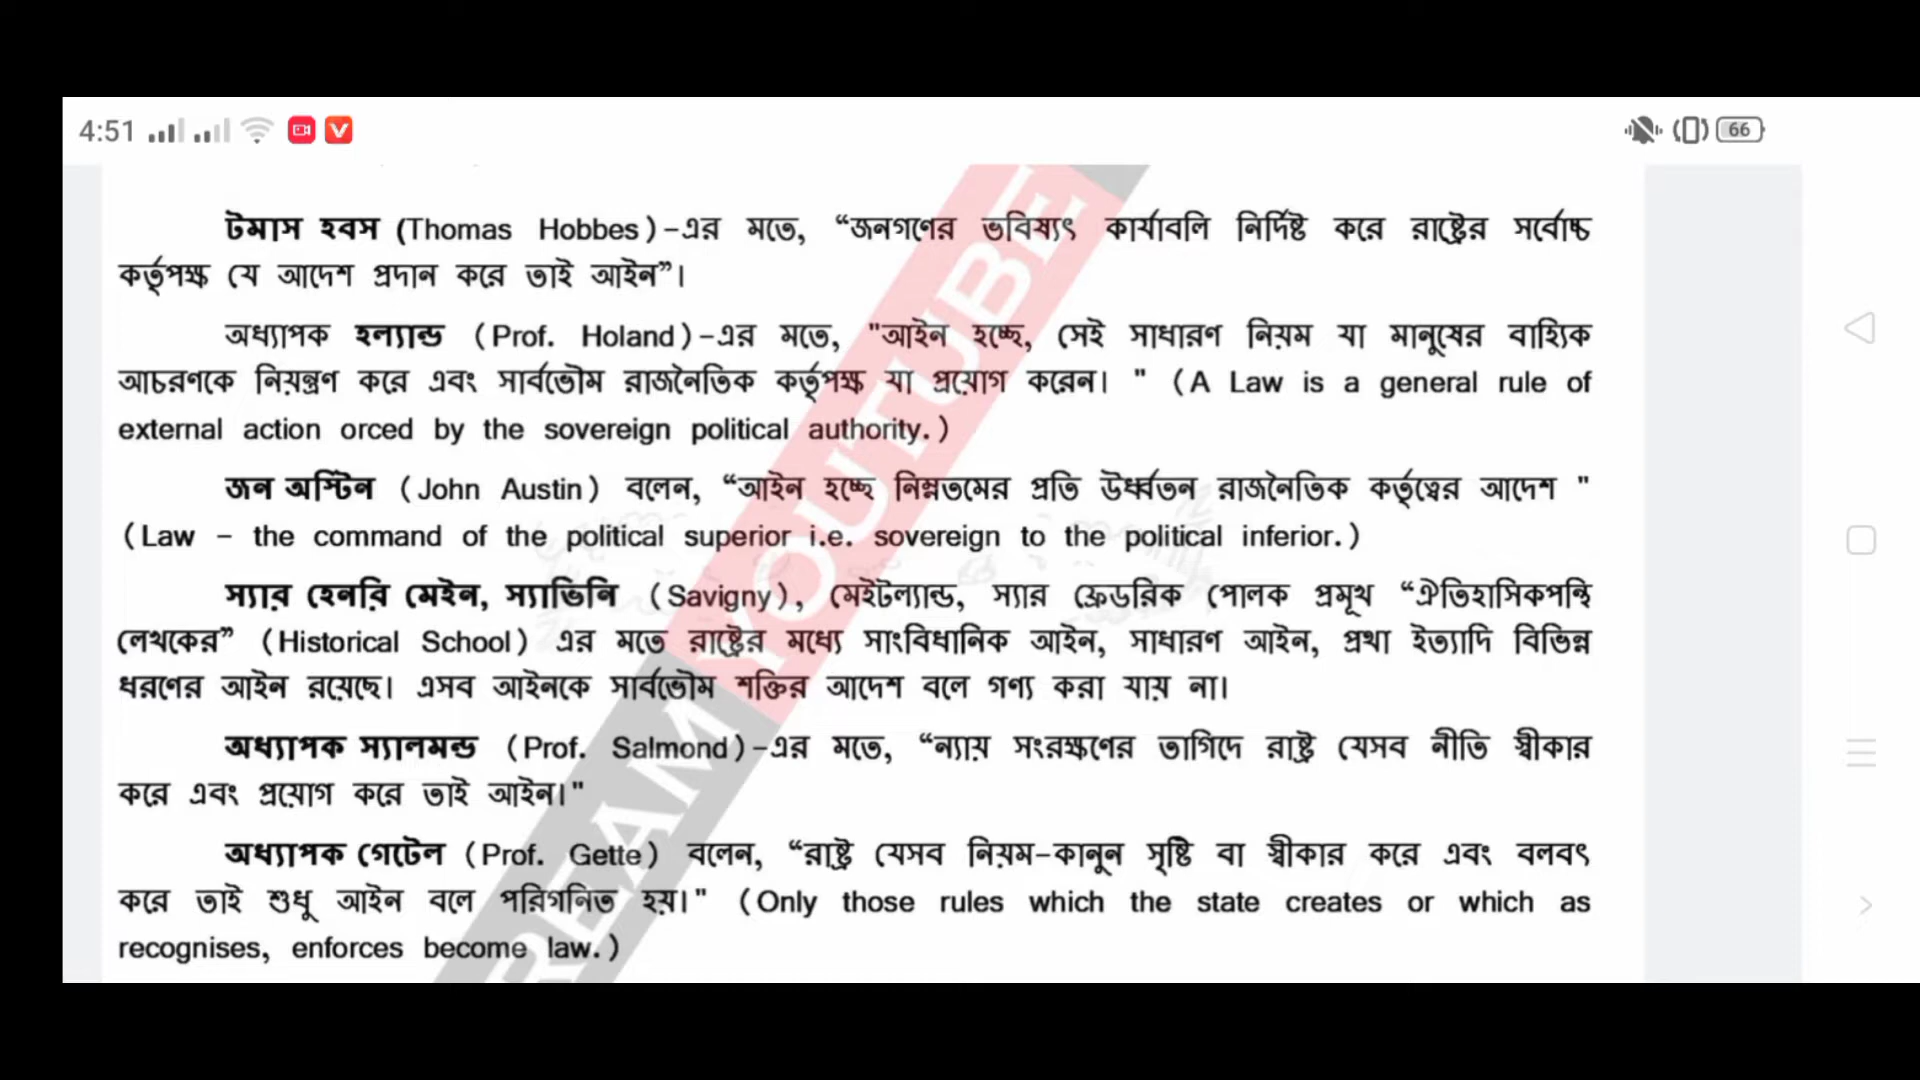 4:51
66
টমাস হবস (Thomas Hobbes)-এর মতে, “জনগণের ভবিষ্যৎ কার্যাবলি নির্দিষ্ট করে রাষ্ট্রের সর্বোচ্চ
কর্তৃপক্ষ যে আদেশ প্রদান করে তাই আইন”।
অধ্যাপক হল্যান্ড (Prof. Holand)-এর মতে, "আইন হচ্ছে, সেই সাধারণ নিয়ম যা মানুষের বাহ্যিক
আচরণকে নিয়ন্ত্রণ করে এবং সার্বভৌম রাজনৈতিক কর্তৃপক্ষ যা প্রয়োগ করেন। " (A Law is a general rule of
external action orced by the sovereign political authority.)
জন অস্টিন (John Austin) বলেন, “আইন হচ্ছে নিম্নতমের প্রতি উর্ধ্বতন রাজনৈতিক কর্তৃত্বের আদেশ "
(Law – the command of the political superior i.e. sovereign to the political inferior.)
স্যার হেনরি মেইন, স্যাভিনি (Savigny), মেইটল্যান্ড, স্যার ফ্রেডরিক পোলক প্রমূখ “ঐতিহাসিকপন্থি
লেখকের” (Historical School) এর মতে রাষ্ট্রের মধ্যে সাংবিধানিক আইন, সাধারণ আইন, প্রথা ইত্যাদি বিভিন্ন
ধরণের আইন রয়েছে। এসব আইনকে সার্বভৌম শক্তির আদেশ বলে গণ্য করা যায় না।
অধ্যাপক স্যালমন্ড (Prof. Salmond)-এর মতে, “ন্যায় সংরক্ষণের তাগিদে রাষ্ট্র যেসব নীতি স্বীকার
করে এবং প্রয়োগ করে তাই আইন।"
অধ্যাপক গেটেল (Prof. Gette) বলেন, “রাষ্ট্র যেসব নিয়ম-কানুন সৃষ্টি বা স্বীকার করে এবং বলবৎ
করে তাই শুধু আইন বলে পরিগনিত হয়।" (Only those rules which the state creates or which as
recognises, enforces become law.)
REAM YOUTUBE